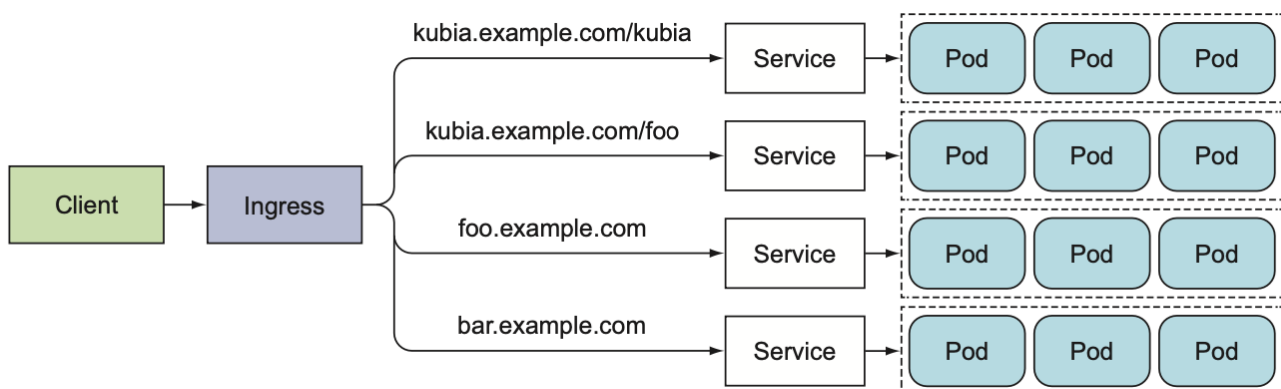 kubia.example.com/kubia
Service
Pod
Pod
Pod
kubia.example.com/foo
Service
Pod
Pod
Pod
Client
Ingress
foo.example.com
Service
Pod
Pod
Pod
bar.example.com
Service
Pod
Pod
Pod